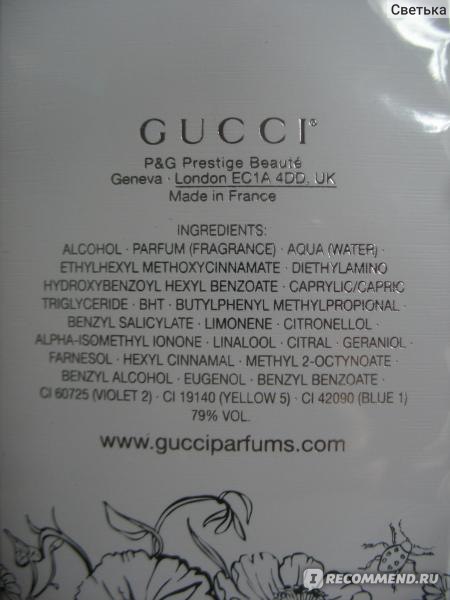 Светька
GUCCI®
P&G Prestige Beauté
Geneva · London EC1A 4DD, UK
Made in France
INGREDIENTS:
ALCOHOL · PARFUM (FRAGRANCE) · AQUA (WATER) ·
ETHYLHEXYL METHOXYCINNAMATE · DIETHYLAMINO
HYDROXYBENZOYL HEXYL BENZOATE · CAPRYLIC/CAPRIC
TRIGLYCERIDE · BHT · BUTYLPHENYL METHYLPROPIONAL ·
BENZYL SALICYLATE · LIMONENE · CITRONELLOL ·
ALPHA-ISOMETHYL IONONE · LINALOOL · CITRAL · GERANIOL ·
FARNESOL · HEXYL CINNAMAL · METHYL 2-OCTYNOATE ·
BENZYL ALCOHOL · EUGENOL · BENZYL BENZOATE ·
CI 60725 (VIOLET 2) · CI 19140 (YELLOW 5) · CI 42090 (BLUE 1)
79% VOL.
www.gucciparfums.com
IRECOMMEND.RU